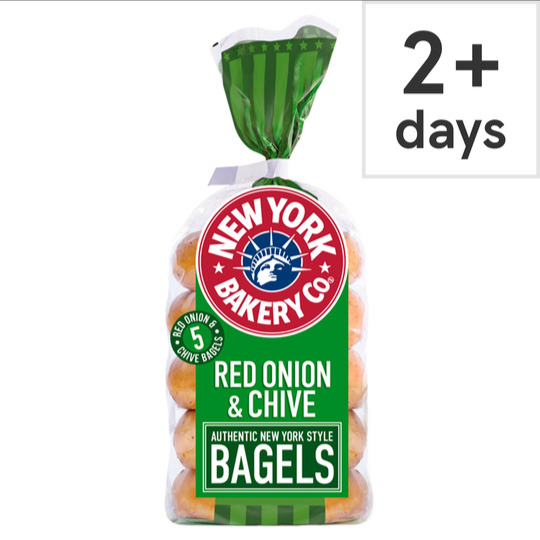 2+
days
NEW YORK
BAKERY CO.®
RED ONION &
5
CHIVE BAGELS
RED ONION
& CHIVE
AUTHENTIC NEW YORK STYLE
BAGELS